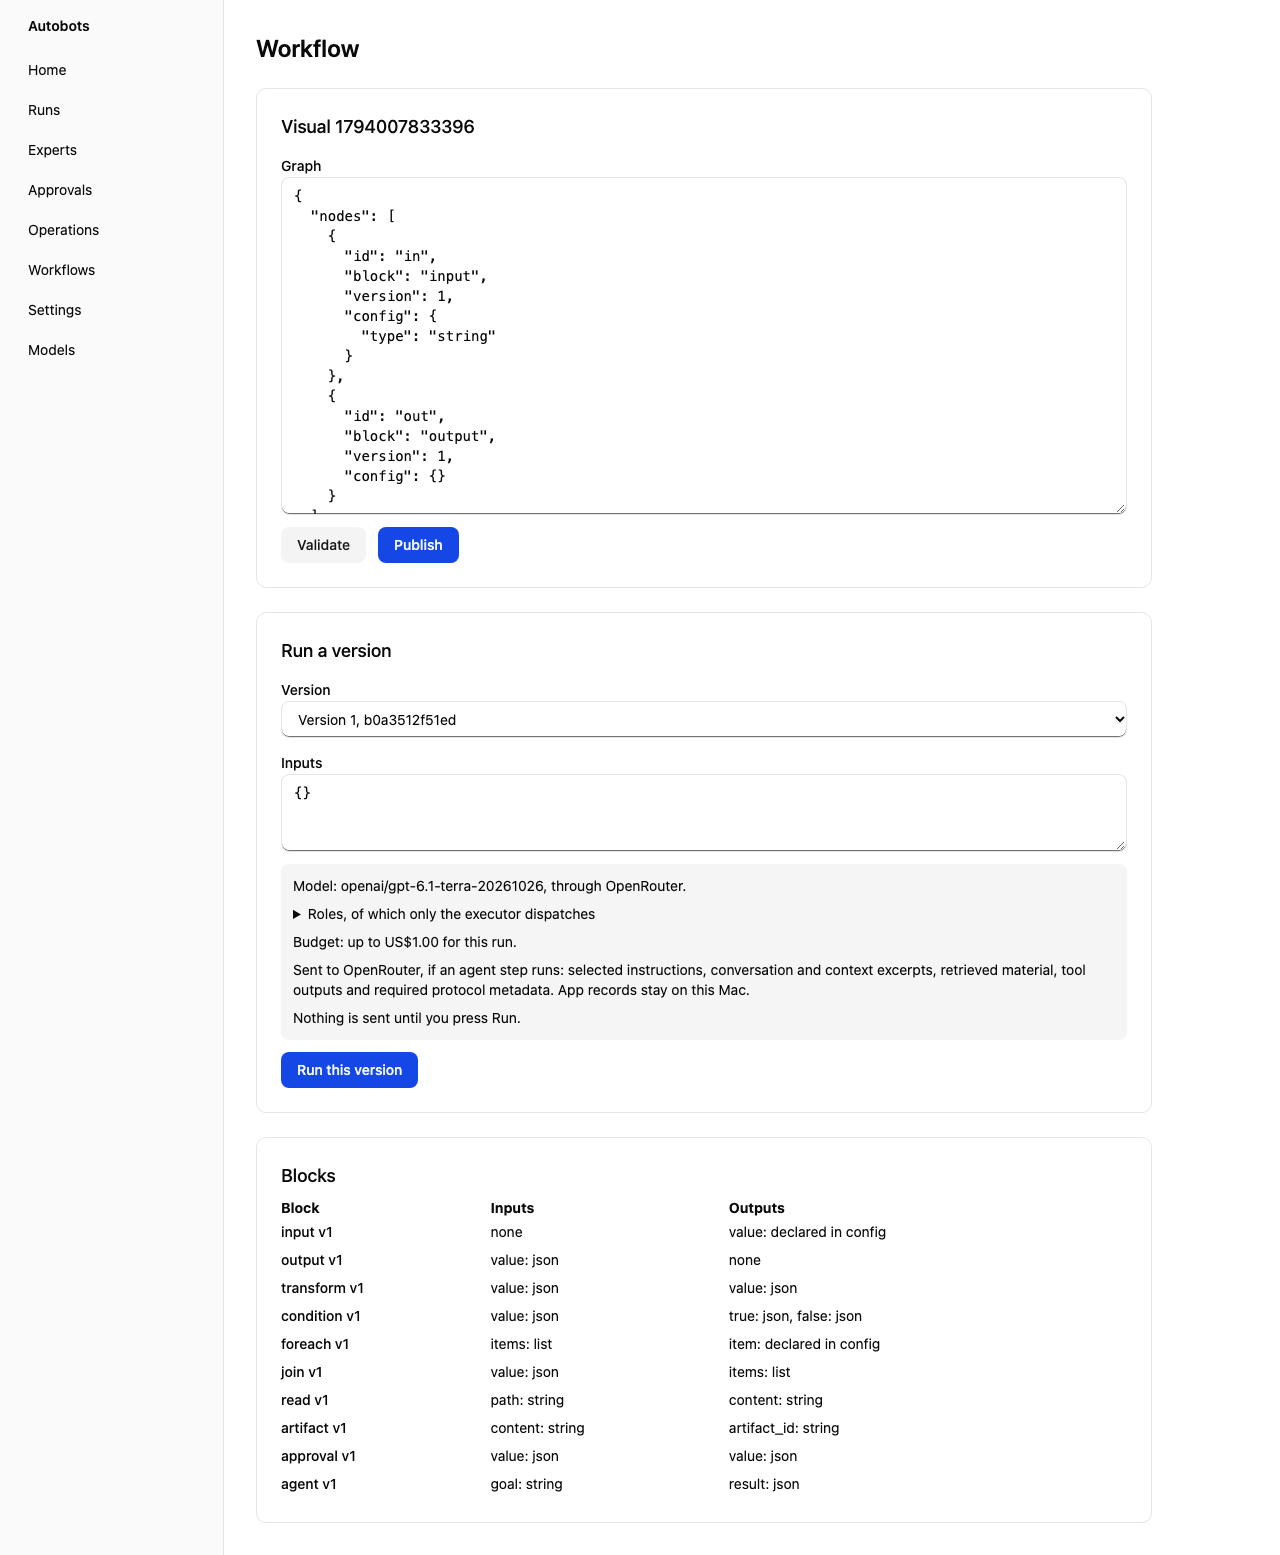 Autobots
Home
Runs
Experts
Approvals
Operations
Workflows
Settings
Models
Workflow
Visual 1794007833396
Graph
{
  "nodes": [
    {
      "id": "in",
      "block": "input",
      "version": 1,
      "config": {
        "type": "string"
      }
    },
    {
      "id": "out",
      "block": "output",
      "version": 1,
      "config": {}
    }
Validate
Publish
Run a version
Version
Version 1, b0a3512f51ed
Inputs
{}
Model: openai/gpt-6.1-terra-20261026, through OpenRouter.
Roles, of which only the executor dispatches
Budget: up to US$1.00 for this run.
Sent to OpenRouter, if an agent step runs: selected instructions, conversation and context excerpts, retrieved material, tool
outputs and required protocol metadata. App records stay on this Mac.
Nothing is sent until you press Run.
Run this version
Blocks
Block Inputs Outputs
input v1 none value: declared in config
output v1 value: json none
transform v1 value: json value: json
condition v1 value: json true: json, false: json
foreach v1 items: list item: declared in config
join v1 value: json items: list
read v1 path: string content: string
artifact v1 content: string artifact_id: string
approval v1 value: json value: json
agent v1 goal: string result: json